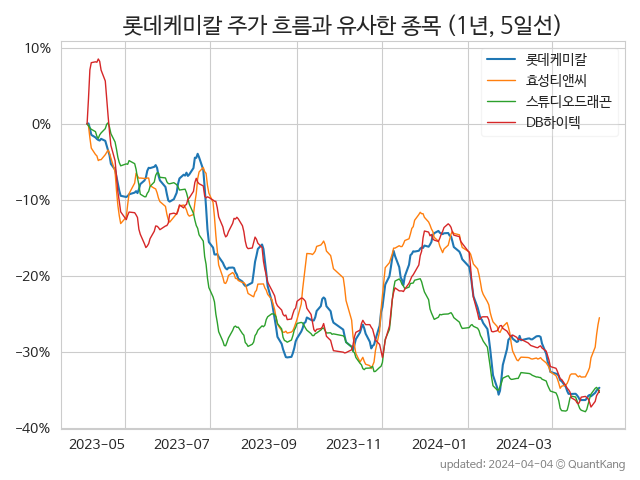 롯데케미칼 주가 흐름과 유사한 종목 (1년, 5일선)
롯데케미칼
효성티앤씨
스튜디오드래곤
DB하이텍
10%
0%
−10%
−20%
−30%
−40%
2023−05 2023−07 2023−09 2023−11 2024−01 2024−03
updated: 2024-04-04 © QuantKang